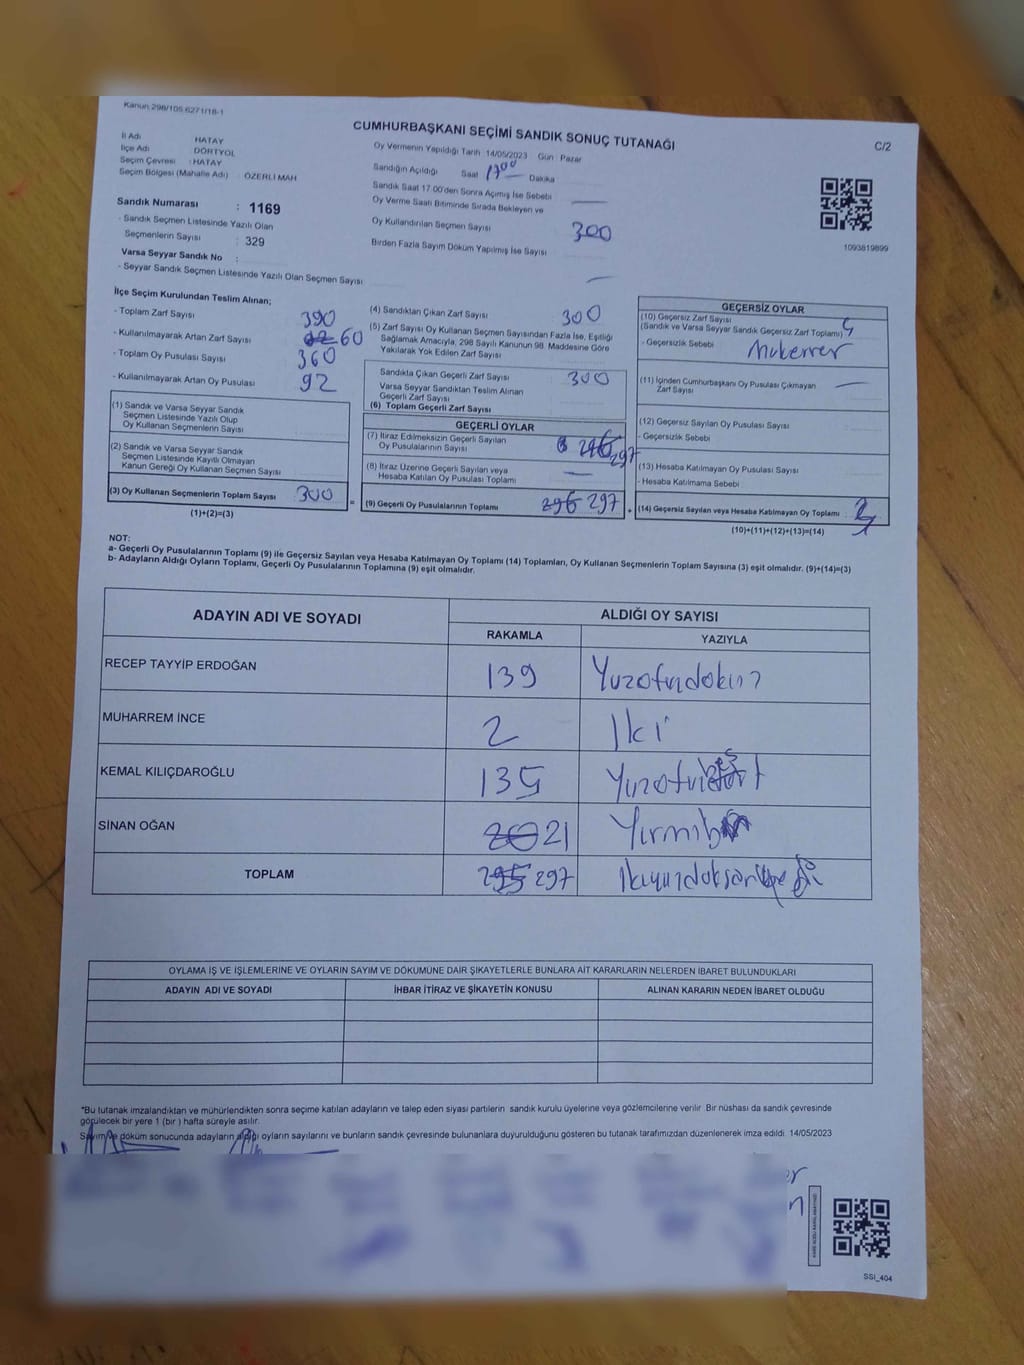 Kanun 298/105 6271/18-1
CUMHURBAŞKANI SEÇİMİ SANDIK SONUÇ TUTANAĞI
C/2
İl Adı HATAY
İlçe Adı DÖRTYOL
Seçim Çevresi : HATAY
Seçim Bölgesi (Mahalle Adı) : ÖZERLİ MAH
Oy Vermenin Yapıldığı Tarih 14/05/2023 Gün : Pazar
Sandığın Açıldığı Saat 17 00 Dakika
Sandık Saat 17.00'den Sonra Açımış İse Sebebi
Oy Verme Saati Bitiminde Sırada Bekleyen ve
Oy Kullandırılan Seçmen Sayısı 300
Birden Fazla Sayım Döküm Yapılmış İse Sayısı
1093819899
Sandık Numarası : 1169
- Sandık Seçmen Listesinde Yazılı Olan
Seçmenlerin Sayısı : 329
Varsa Seyyar Sandık No :
- Seyyar Sandık Seçmen Listesinde Yazılı Olan Seçmen Sayısı
İlçe Seçim Kurulundan Teslim Alınan;
- Toplam Zarf Sayısı 390
- Kullanılmayarak Artan Zarf Sayısı 60
- Toplam Oy Pusulası Sayısı 360
- Kullanılmayarak Artan Oy Pusulası 92
(1) Sandık ve Varsa Seyyar Sandık
Seçmen Listesinde Yazılı Olup
Oy Kullanan Seçmenlerin Sayısı
(2) Sandık ve Varsa Seyyar Sandık
Seçmen Listesinde Kayıtlı Olmayan
Kanun Gereği Oy Kullanan Seçmen Sayısı
(3) Oy Kullanan Seçmenlerin Toplam Sayısı 300
(1)+(2)=(3)
(4) Sandıktan Çıkan Zarf Sayısı 300
(5) Zarf Sayısı Oy Kullanan Seçmen Sayısından Fazla İse, Eşitliği
Sağlamak Amacıyla, 298 Sayılı Kanunun 98. Maddesine Göre
Yakılarak Yok Edilen Zarf Sayısı
Sandıkta Çıkan Geçerli Zarf Sayısı 300
Varsa Seyyar Sandıktan Teslim Alınan
Geçerli Zarf Sayısı
(6) Toplam Geçerli Zarf Sayısı
GEÇERLİ OYLAR
(7) İtiraz Edilmeksizin Geçerli Sayılan
Oy Pusulalarının Sayısı 297
(8) İtiraz Üzerine Geçerli Sayılan veya
Hesaba Katılan Oy Pusulası Toplamı
= (9) Geçerli Oy Pusulalarının Toplamı 296 297 +
GEÇERSİZ OYLAR
(10) Geçersiz Zarf Sayısı
(Sandık ve Varsa Seyyar Sandık Geçersiz Zarf Toplamı)
- Geçersizlik Sebebi Mukerrer
(11) İçinden Cumhurbaşkanı Oy Pusulası Çıkmayan
Zarf Sayısı
(12) Geçersiz Sayılan Oy Pusulası Sayısı
- Geçersizlik Sebebi
(13) Hesaba Katılmayan Oy Pusulası Sayısı
- Hesaba Katılmama Sebebi
(14) Geçersiz Sayılan veya Hesaba Katılmayan Oy Toplamı
(10)+(11)+(12)+(13)=(14)
NOT:
a- Geçerli Oy Pusulalarının Toplamı (9) ile Geçersiz Sayılan veya Hesaba Katılmayan Oy Toplamı (14) Toplamları, Oy Kullanan Seçmenlerin Toplam Sayısına (3) eşit olmalıdır. (9)+(14)=(3)
b- Adayların Aldığı Oyların Toplamı, Geçerli Oy Pusulalarının Toplamına (9) eşit olmalıdır.
ADAYIN ADI VE SOYADI
ALDIĞI OY SAYISI
RAKAMLA YAZIYLA
RECEP TAYYİP ERDOĞAN 139 Yuzotuzdokuz
MUHARREM İNCE 2 Iki
KEMAL KILIÇDAROĞLU 135
SİNAN OĞAN 20 21
TOPLAM 295 297
OYLAMA İŞ VE İŞLEMLERİNE VE OYLARIN SAYIM VE DÖKÜMÜNE DAİR ŞİKAYETLERLE BUNLARA AİT KARARLARIN NELERDEN İBARET BULUNDUKLARI
ADAYIN ADI VE SOYADI İHBAR İTİRAZ VE ŞİKAYETİN KONUSU ALINAN KARARIN NEDEN İBARET OLDUĞU
*Bu tutanak imzalandıktan ve mühürlendikten sonra seçime katılan adayların ve talep eden siyasi partilerin sandık kurulu üyelerine veya gözlemcilerine verilir Bir nüshası da sandık çevresinde
görülecek bir yere 1 (bir ) hafta süreyle asılır.
Sayım ve döküm sonucunda adayların aldığı oyların sayılarını ve bunların sandık çevresinde bulunanlara duyurulduğunu gösteren bu tutanak tarafımızdan düzenlenerek imza edildi. 14/05/2023
SSI_404